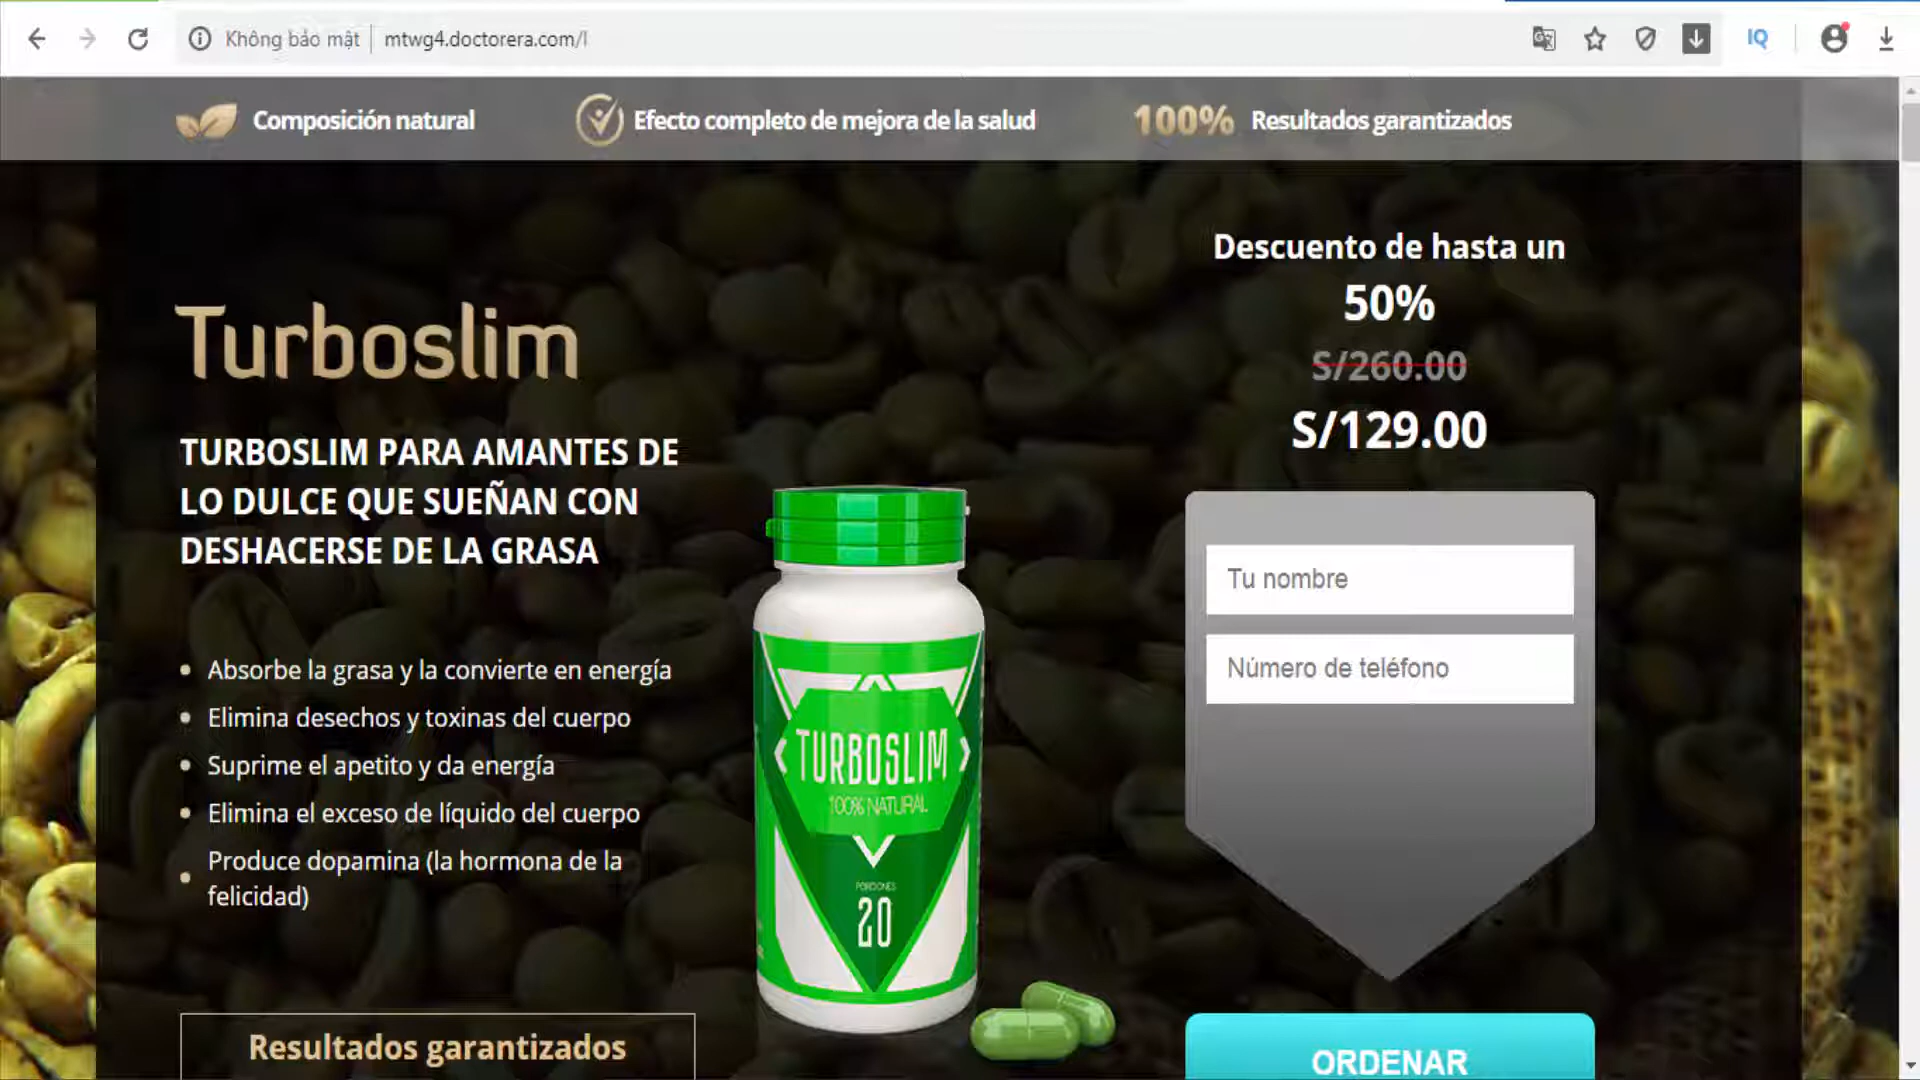 Không bảo mật
mtwg4.doctorera.com/l
IQ
Composición natural
Efecto completo de mejora de la salud
100%
Resultados garantizados
Turboslim
TURBOSLIM PARA AMANTES DE
LO DULCE QUE SUEÑAN CON
DESHACERSE DE LA GRASA
Absorbe la grasa y la convierte en energía
Elimina desechos y toxinas del cuerpo
Suprime el apetito y da energía
Elimina el exceso de líquido del cuerpo
Produce dopamina (la hormona de la
felicidad)
Resultados garantizados
TURBOSLIM
100% NATURAL
PORCIONES
20
Descuento de hasta un
50%
S/260.00
S/129.00
Tu nombre
Número de teléfono
ORDENAR